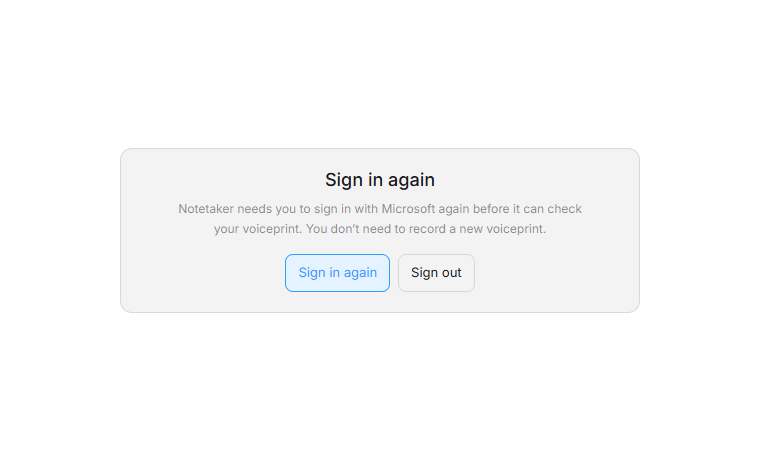 Sign in again
Notetaker needs you to sign in with Microsoft again before it can check
your voiceprint. You don't need to record a new voiceprint.
Sign in again
Sign out